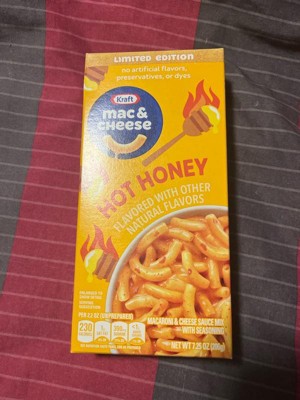 LIMITED EDITION
no artificial flavors,
preservatives, or dyes
Kraft
mac &
cheese
HOT HONEY
FLAVORED WITH OTHER
NATURAL FLAVORS
MACARONI & CHEESE SAUCE MIX
WITH SEASONING
NET WT 7.25 OZ
230